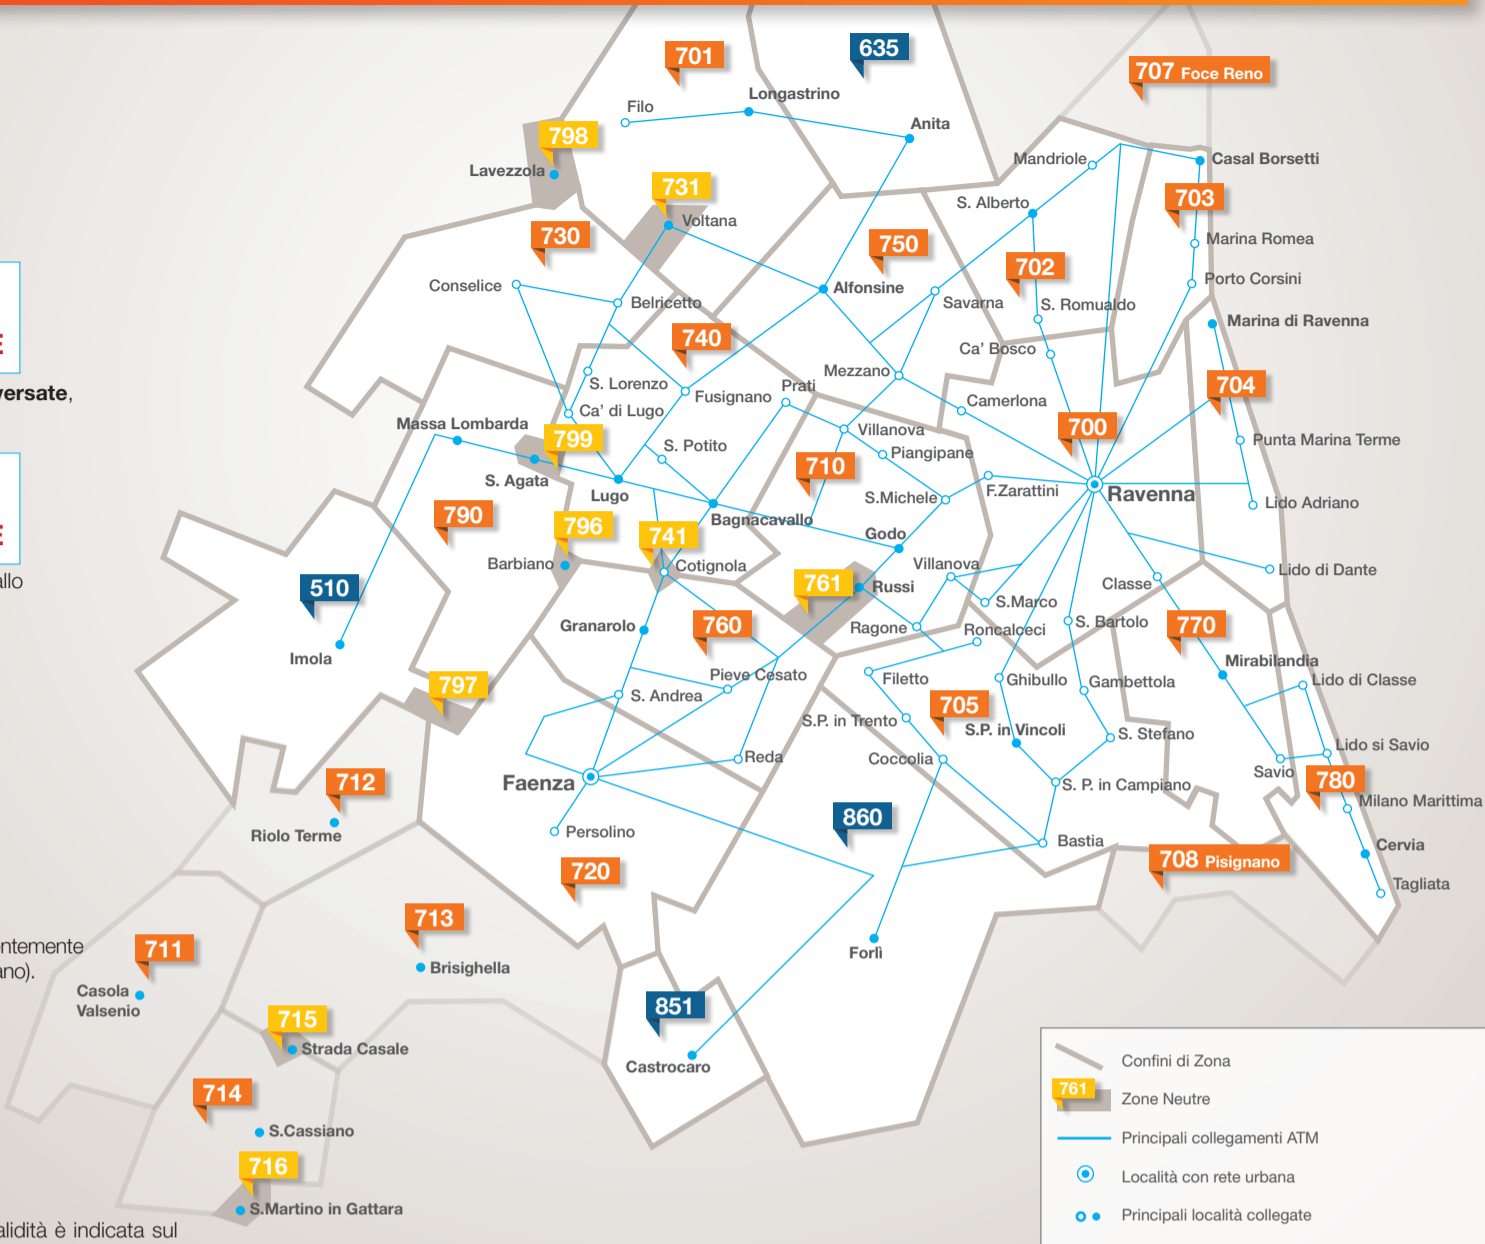 701
635
707 Foce Reno
Filo
Longastrino
Anita
798
Lavezzola
Mandriole
Casal Borsetti
731
Voltana
703
S. Alberto
730
750
Marina Romea
702
Porto Corsini
Conselice
Belricetto
Alfonsine
Savarna
S. Romualdo
Marina di Ravenna
740
Ca' Bosco
versate,
S. Lorenzo
Fusignano
Prati
Mezzano
704
Camerlona
Ca' di Lugo
Massa Lombarda
799
700
Villanova
Punta Marina Terme
S. Potito
Piangipane
710
S. Agata
Lugo
S.Michele
F.Zarattini
Ravenna
Lido Adriano
790
796
Bagnacavallo
741
Godo
allo
Barbiano
Cotignola
Villanova
Lido di Dante
510
761
Russi
Classe
S.Marco
Granarolo
760
Ragone
Roncalceci
S. Bartolo
770
Imola
Mirabilandia
797
Pieve Cesato
Filetto
Ghibullo
Gambettola
Lido di Classe
S. Andrea
705
S.P. in Trento
S.P. in Vincoli
S. Stefano
Lido si Savio
Reda
Coccolia
Savio
Faenza
712
S. P. in Campiano
780
Milano Marittima
Riolo Terme
Persolino
860
Bastia
Cervia
708 Pisignano
720
Tagliata
713
711
ntemente
Forlì
ano).
Brisighella
Casola
Valsenio
851
715
Strada Casale
Castrocaro
714
S.Cassiano
716
S.Martino in Gattara
alidità è indicata sul
Confini di Zona
761
Zone Neutre
Principali collegamenti ATM
Località con rete urbana
Principali località collegate